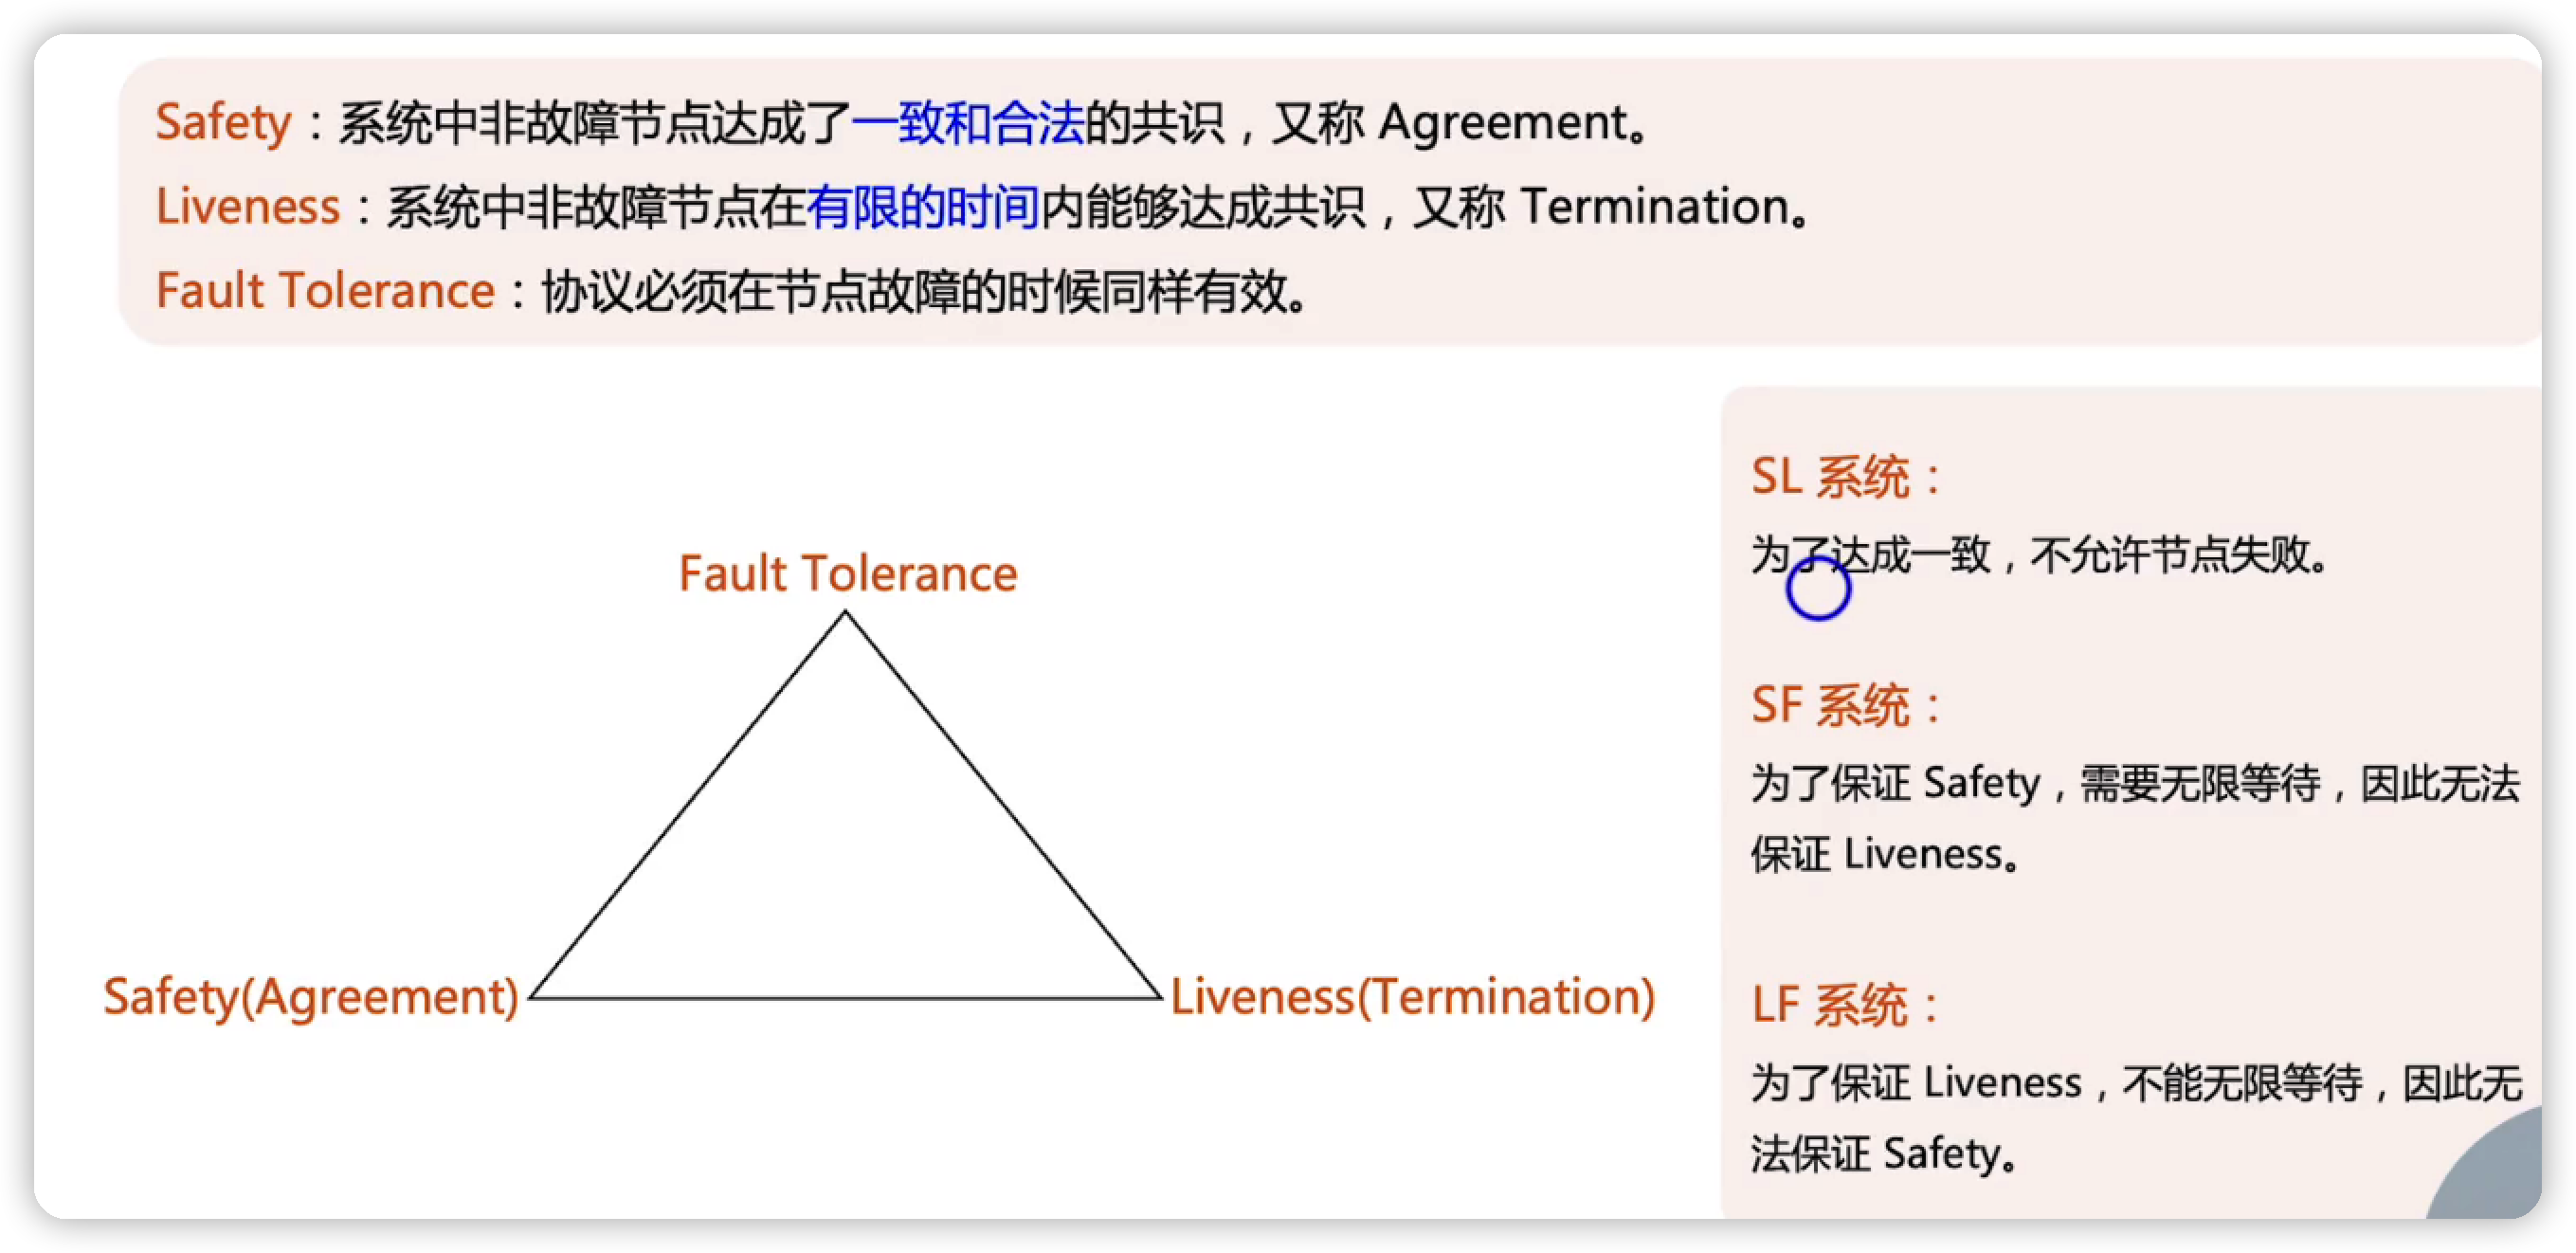 Safety：系统中非故障节点达成了一致和合法的共识，又称 Agreement。
Liveness：系统中非故障节点在有限的时间内能够达成共识，又称 Termination。
Fault Tolerance：协议必须在节点故障的时候同样有效。
Fault Tolerance
Safety(Agreement)
Liveness(Termination)
SL 系统：
为了达成一致，不允许节点失败。
SF 系统：
为了保证 Safety，需要无限等待，因此无法
保证 Liveness。
LF 系统：
为了保证 Liveness，不能无限等待，因此无
法保证 Safety。